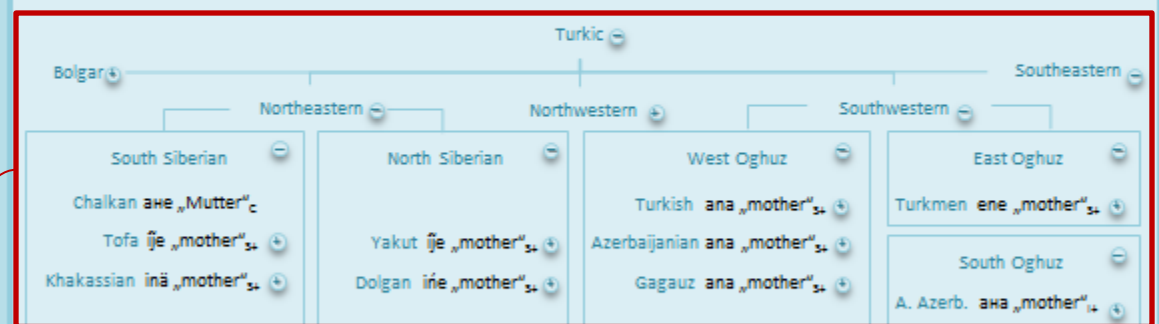 Turkic
Bolgar
Southeastern
Northeastern
Northwestern
Southwestern
South Siberian
Chalkan ане „Mutter“c
Tofa iĵe „mother“s+
Khakassian inä „mother“s+
North Siberian
Yakut iĵe „mother“s+
Dolgan ińe „mother“s+
West Oghuz
Turkish ana „mother“s+
Azerbaijanian ana „mother“s+
Gagauz ana „mother“s+
East Oghuz
Turkmen ene „mother“s+
South Oghuz
A. Azerb. ана „mother“I+